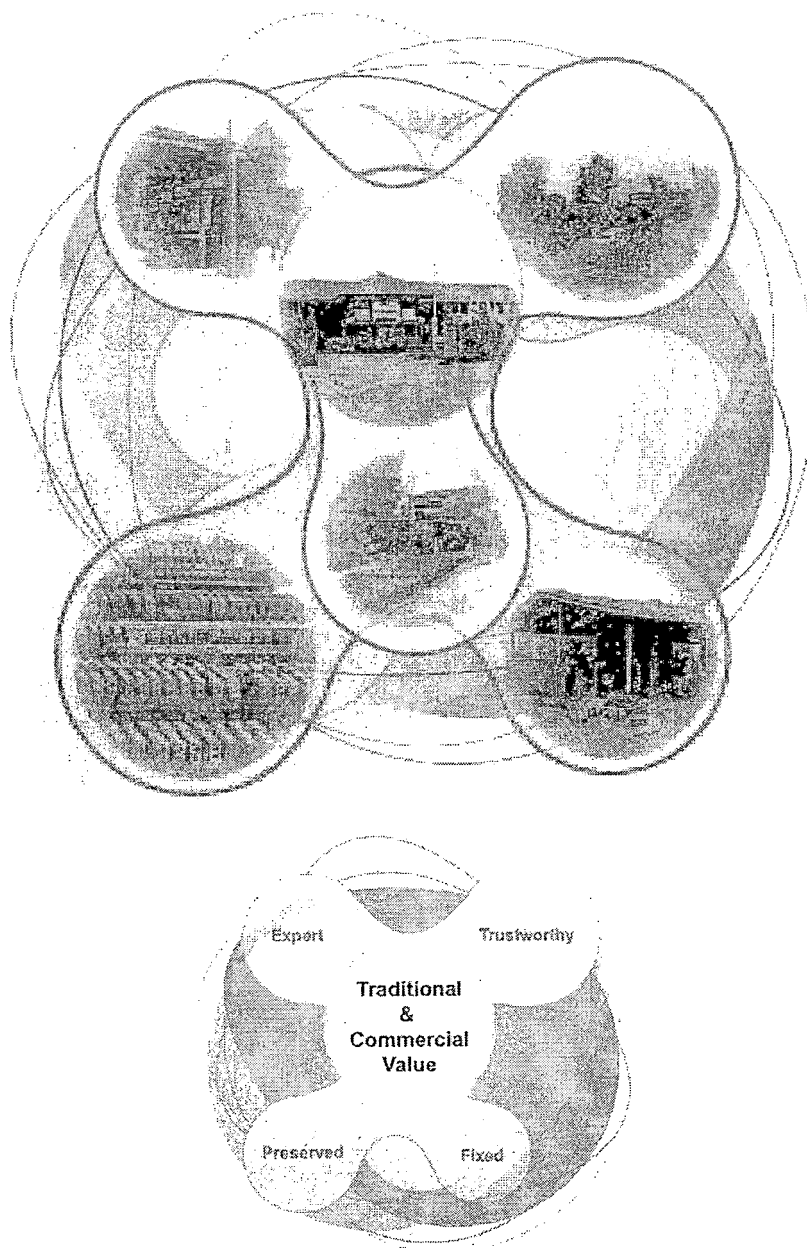 Expert
Trustworthy
Traditional
&
Commercial
Value
Preserved
Fixed